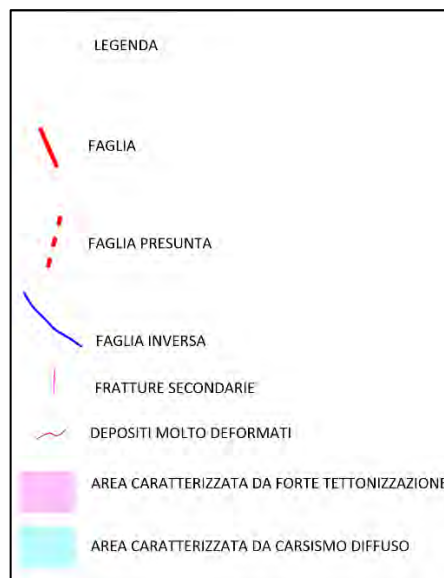 LEGENDA
FAGLIA
FAGLIA PRESUNTA
FAGLIA INVERSA
FRATTURE SECONDARIE
DEPOSITI MOLTO DEFORMATI
AREA CARATTERIZZATA DA FORTE TETTONIZZAZIONE
AREA CARATTERIZZATA DA CARSISMO DIFFUSO